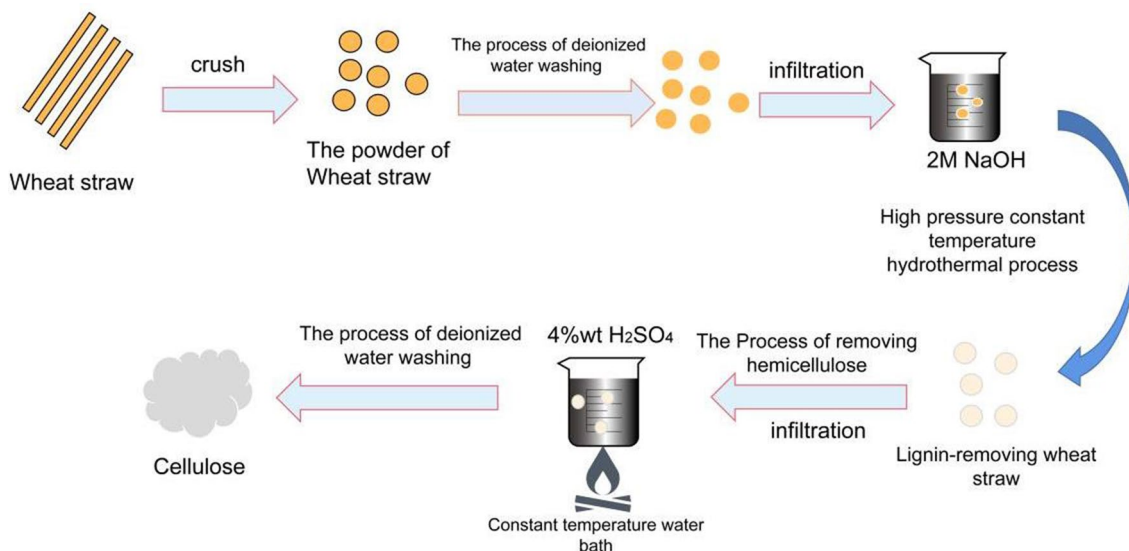 Wheat straw
crush
The powder of
Wheat straw
The process of deionized
water washing
infiltration
2M NaOH
High pressure constant
temperature
hydrothermal process
Lignin-removing wheat
straw
The Process of removing
hemicellulose
infiltration
4%wt H₂SO₄
Constant temperature water
bath
The process of deionized
water washing
Cellulose